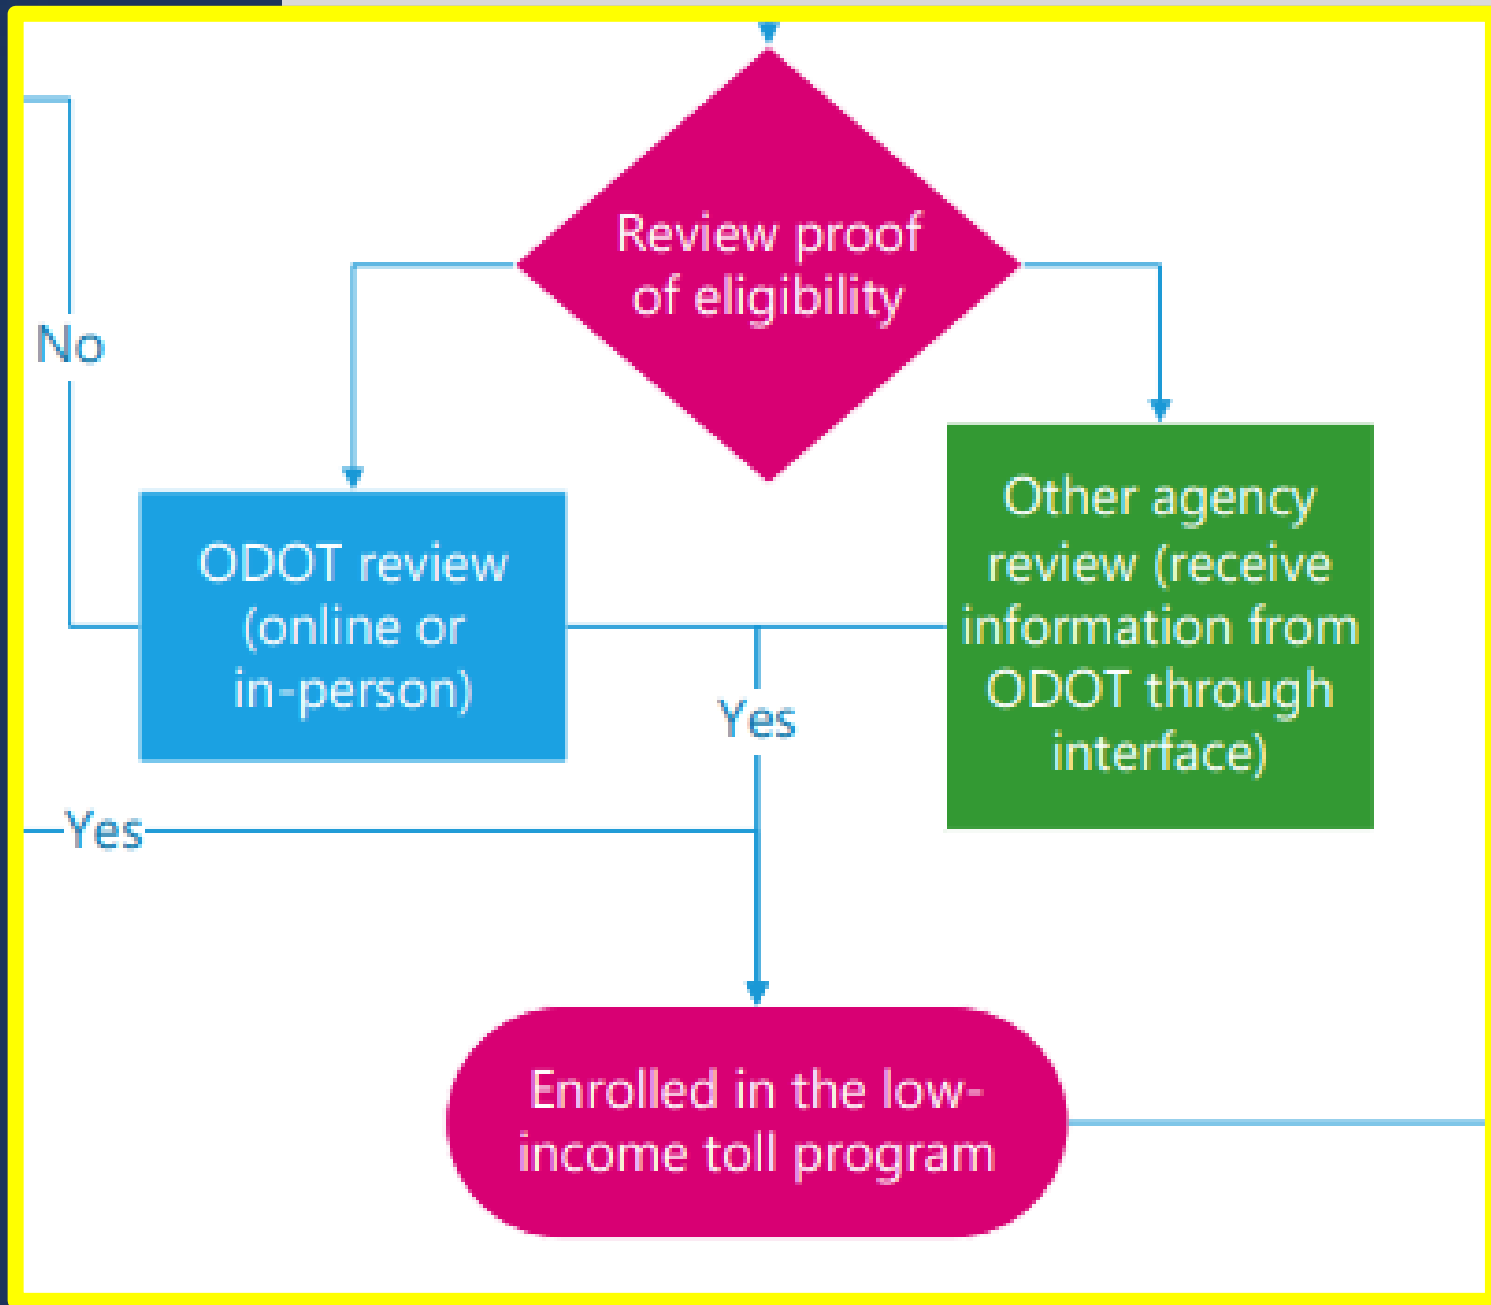 Review proof
of eligibility
No
ODOT review
(online or
in-person)
Other agency
review (receive
information from
ODOT through
interface)
Yes
Yes
Enrolled in the low-
income toll program